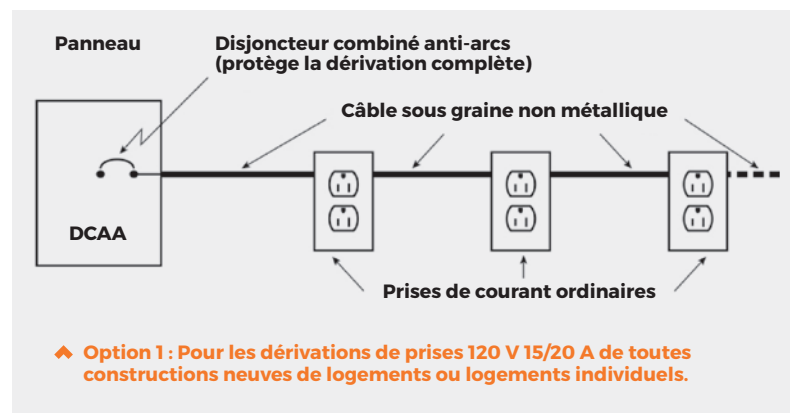 Panneau
Disjoncteur combiné anti-arcs
(protège la dérivation complète)
Câble sous graine non métallique
DCAA
Prises de courant ordinaires
Option 1 : Pour les dérivations de prises 120 V 15/20 A de toutes
constructions neuves de logements ou logements individuels.